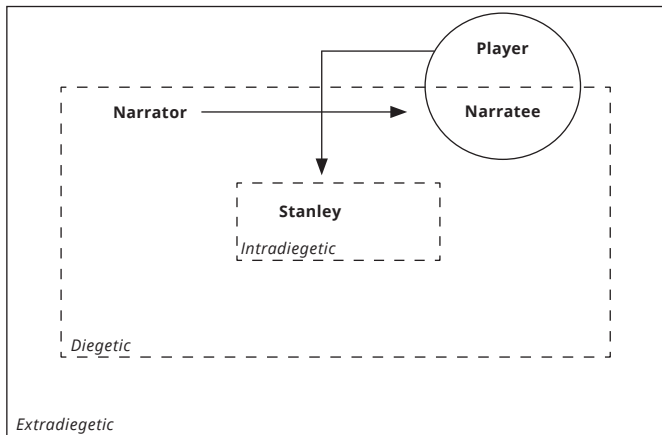 Player
Narrator
Narratee
Stanley
Intradiegetic
Diegetic
Extradiegetic